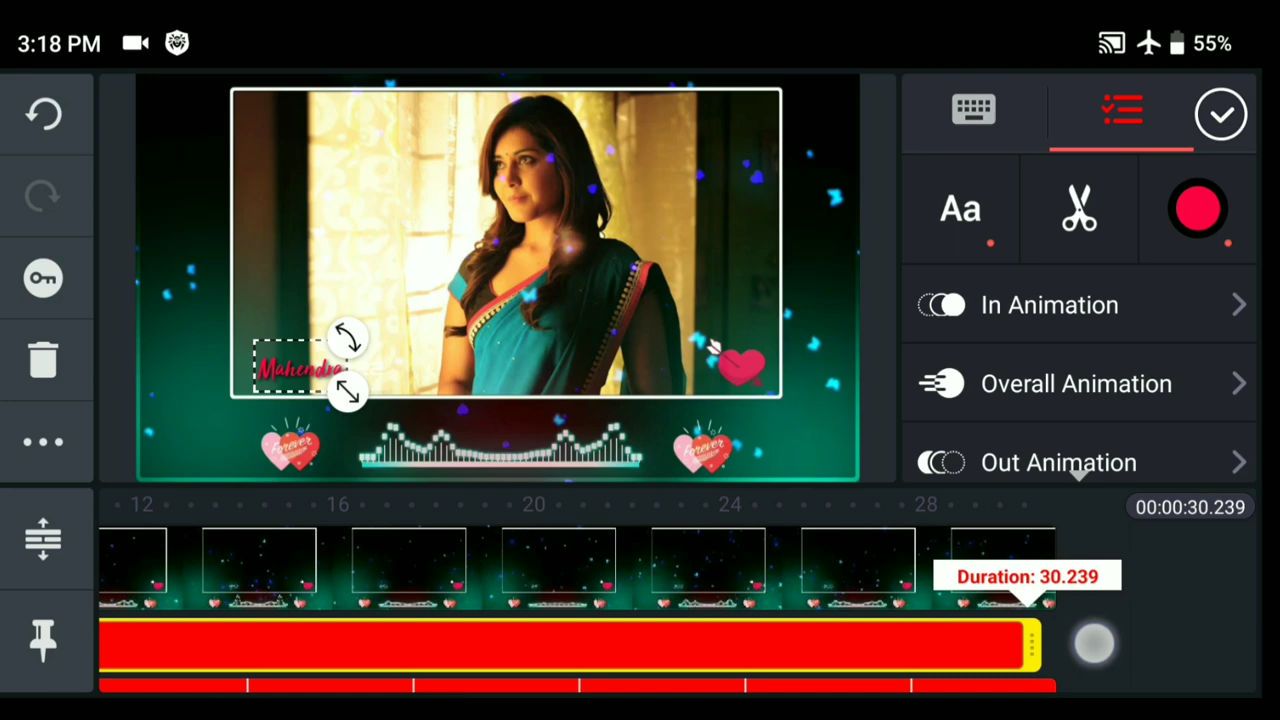 3:18 PM
55%
Aa
In Animation
Overall Animation
Out Animation
Mahendra
Forever
Forever
12 16 20 24 28
00:00:30.239
Duration: 30.239